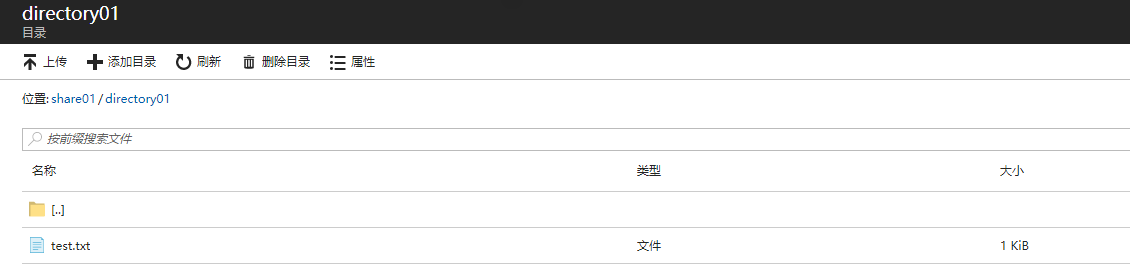 directory01
目录
上传 添加目录 刷新 删除目录 属性
位置: share01 / directory01
按前缀搜索文件
名称 类型 大小
[..]
test.txt 文件 1 KiB